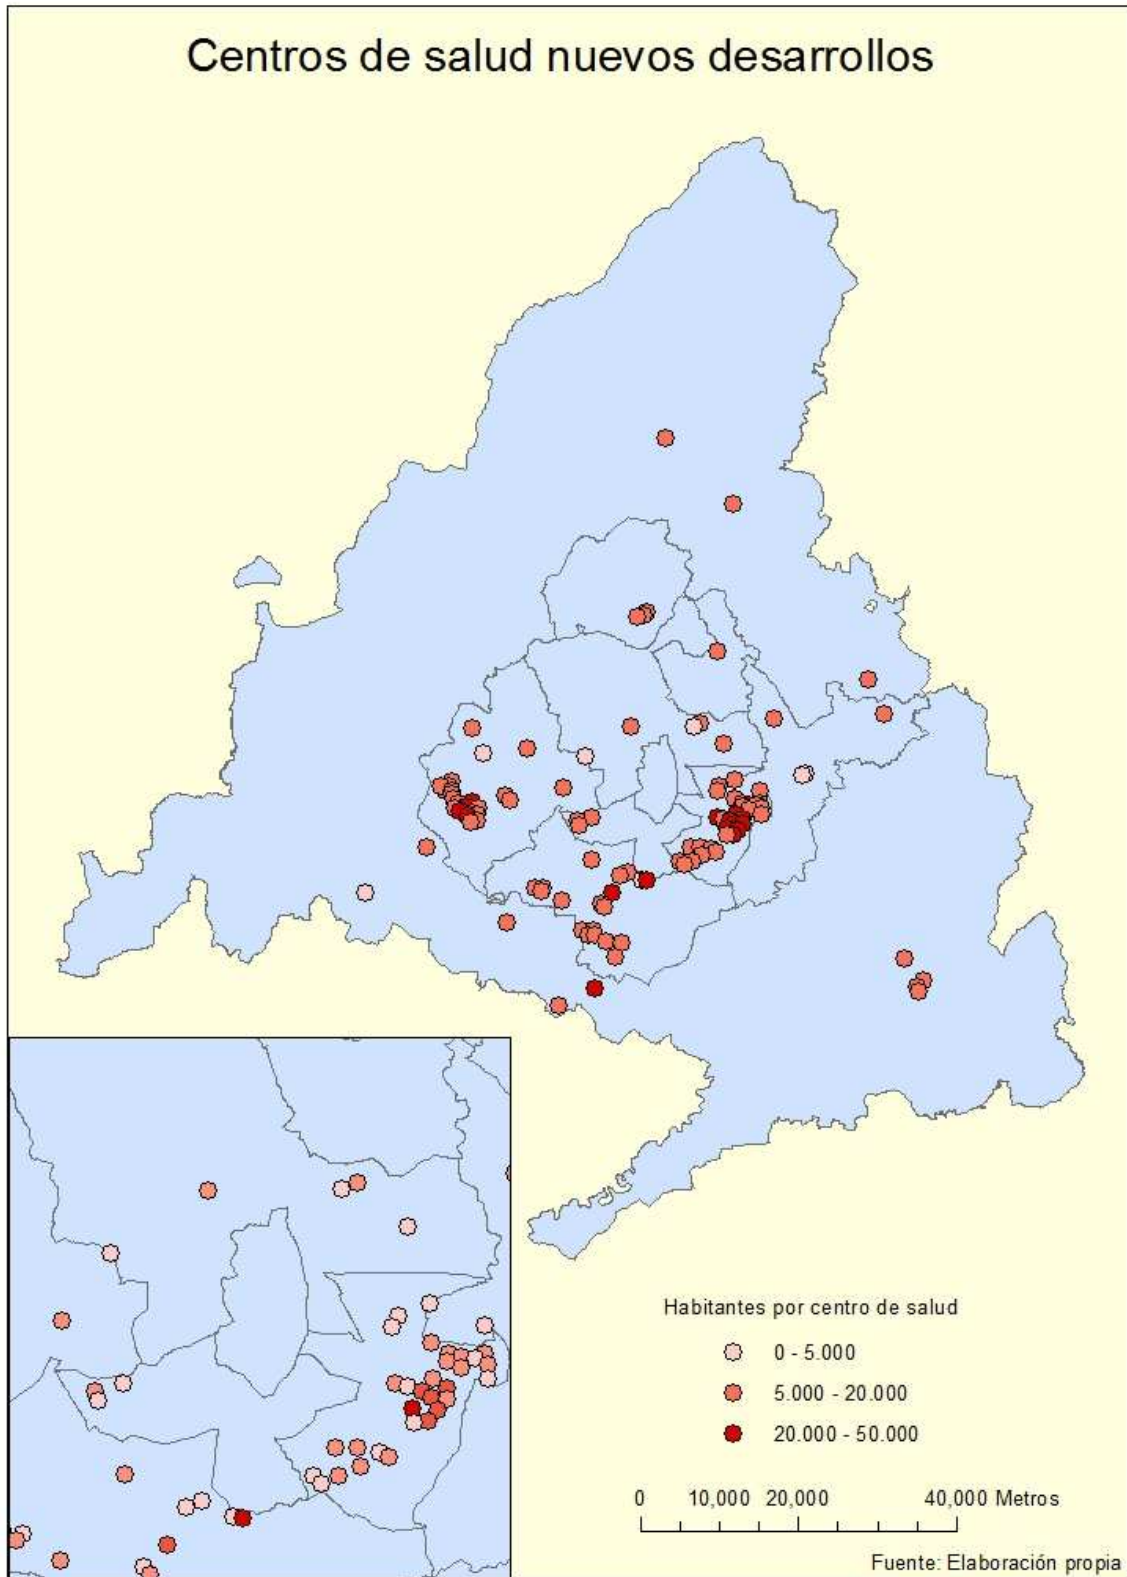 Centros de salud nuevos desarrollos
Habitantes por centro de salud
0 - 5.000
5.000 - 20.000
20.000 - 50.000
0 10,000 20,000 40,000 Metros
Fuente: Elaboración propia